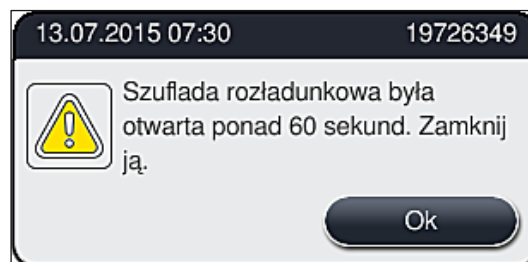 13.07.2015 07:30 19726349
Szuflada rozładunkowa była
otwarta ponad 60 sekund. Zamknij
ją.
Ok